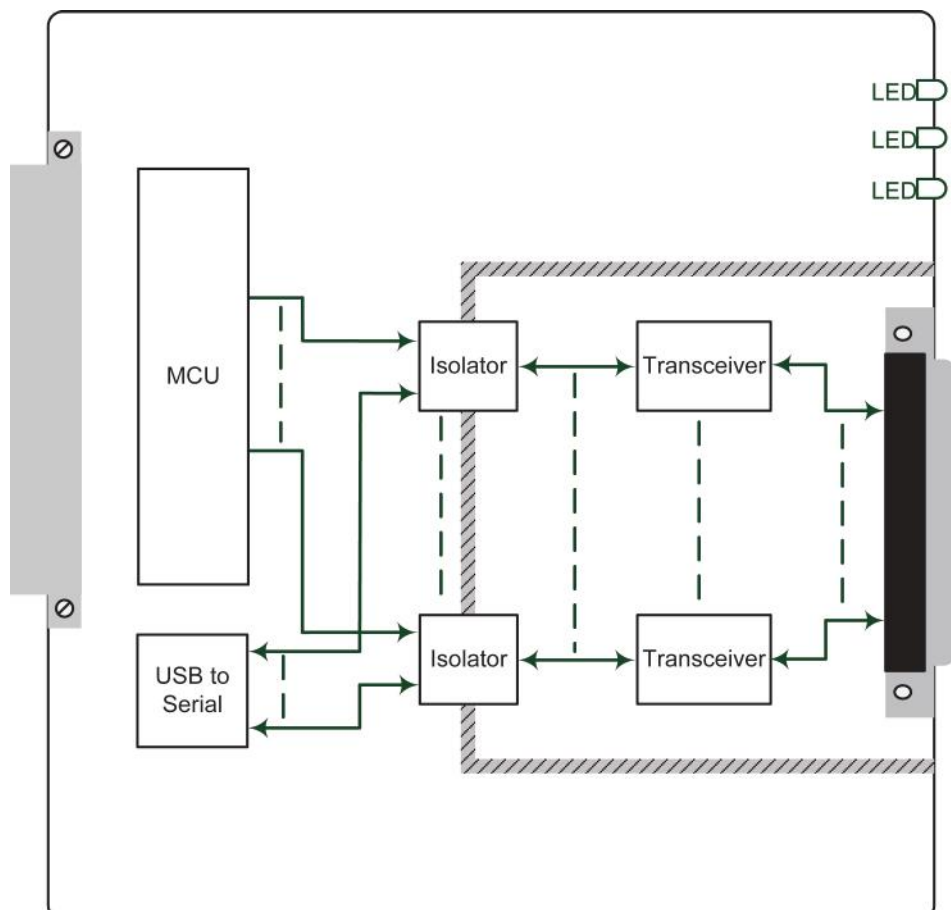 LED
LED
LED
MCU
Isolator
Transceiver
Isolator
Transceiver
USB to
Serial